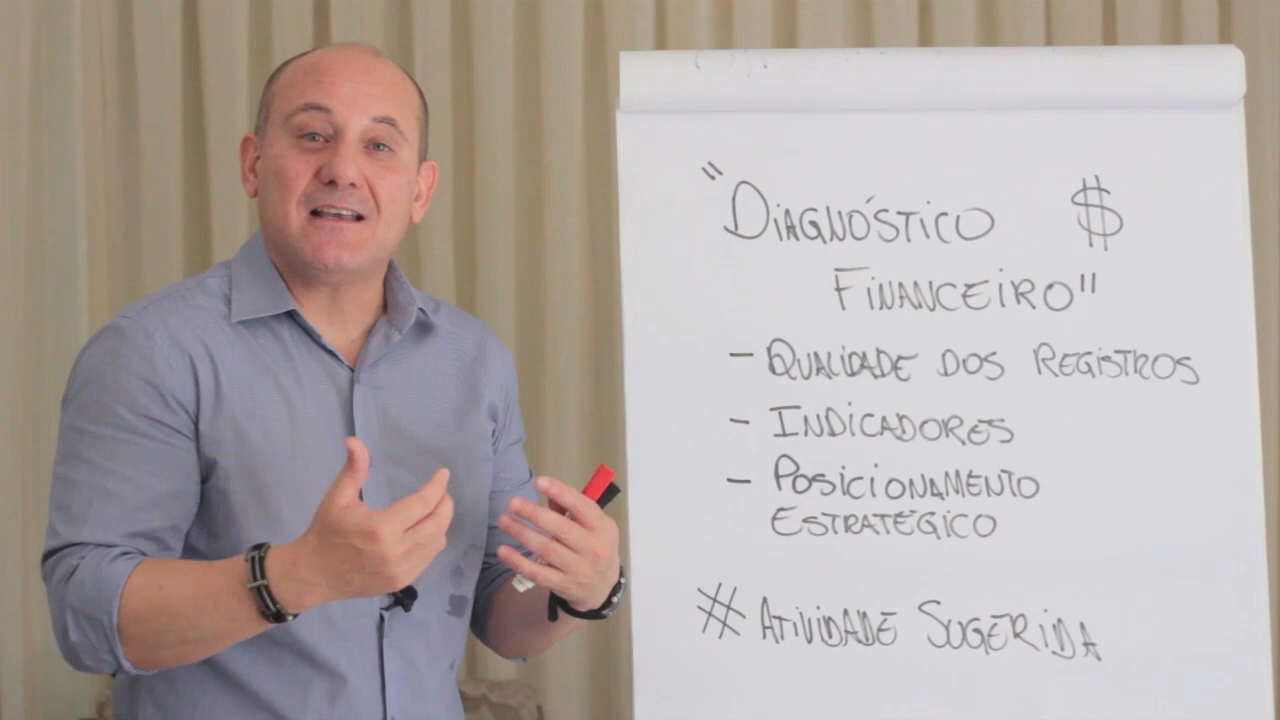 "Diagnóstico $
Financeiro"
- Qualidade dos Registros
- Indicadores
- Posicionamento
Estratégico
# Atividade Sugerida